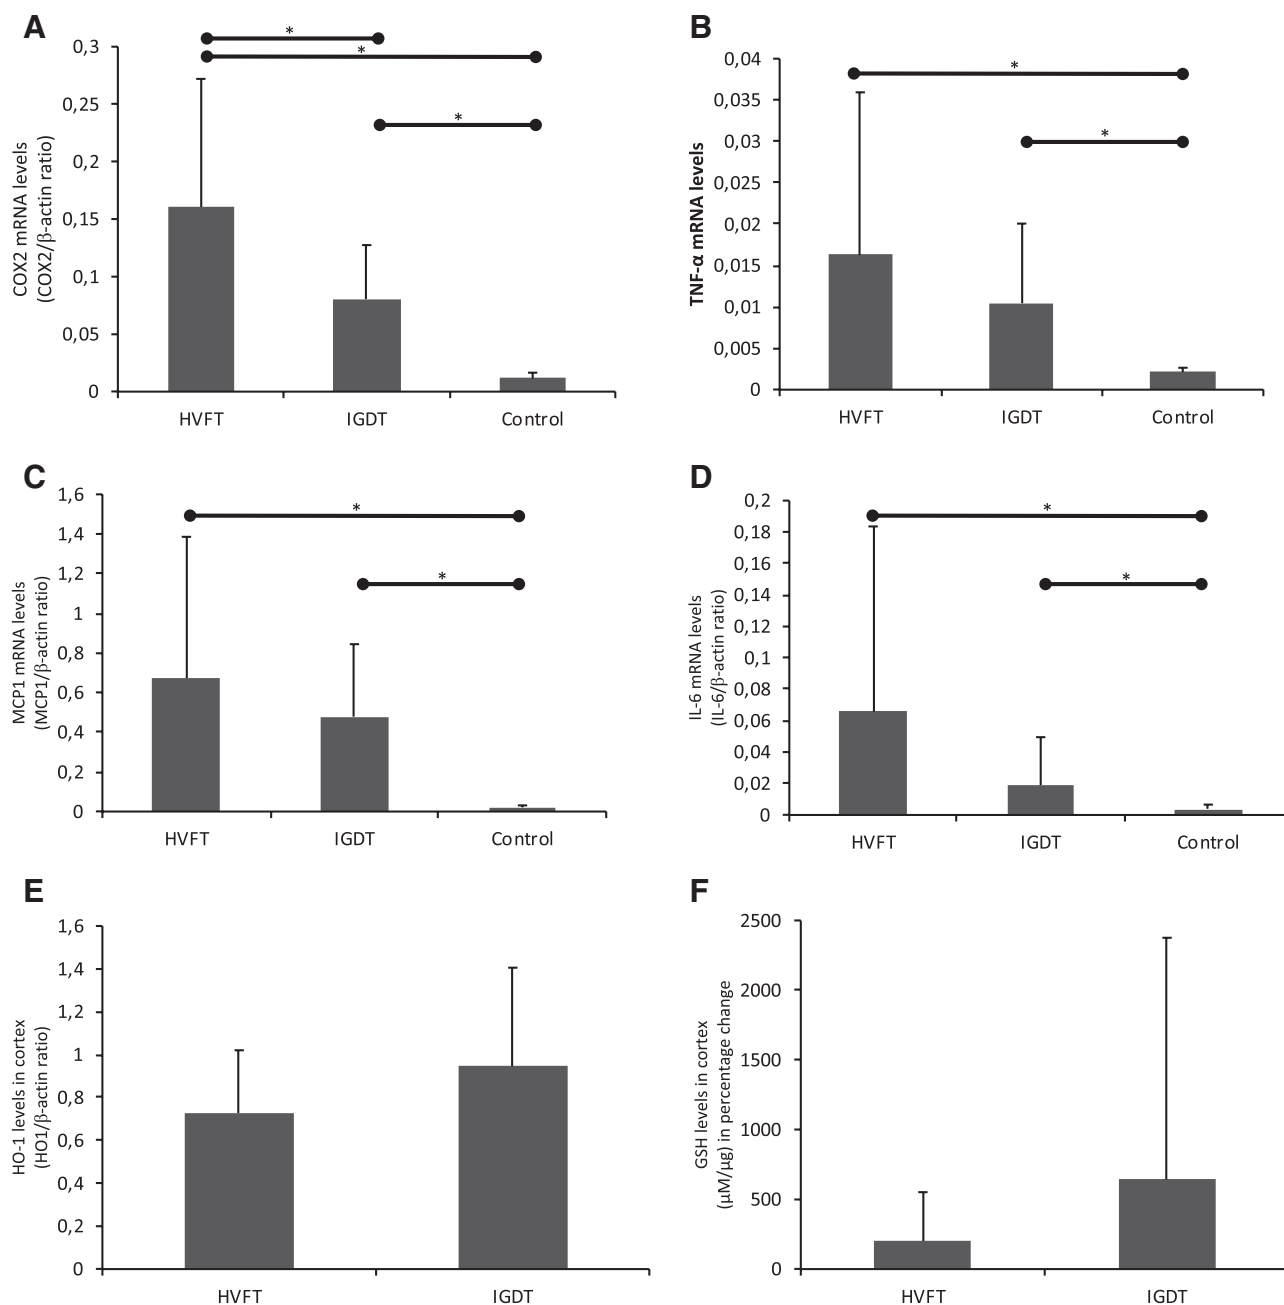 A
COX2 mRNA levels
(COX2/β-actin ratio)
0,3
0,25
0,2
0,15
0,1
0,05
0
*
*
*
HVFT IGDT Control
B
TNF-α mRNA levels
0,04
0,035
0,03
0,025
0,02
0,015
0,01
0,005
0
*
*
HVFT IGDT Control
C
MCP1 mRNA levels
(MCP1/β-actin ratio)
1,6
1,4
1,2
1
0,8
0,6
0,4
0,2
0
*
*
HVFT IGDT Control
D
IL-6 mRNA levels
(IL-6/β-actin ratio)
0,2
0,18
0,16
0,14
0,12
0,1
0,08
0,06
0,04
0,02
0
*
*
HVFT IGDT Control
E
HO-1 levels in cortex
(HO1/β-actin ratio)
1,6
1,4
1,2
1
0,8
0,6
0,4
0,2
0
HVFT IGDT
F
GSH levels in cortex
(µM/µg) in percentage change
2500
2000
1500
1000
500
0
HVFT IGDT